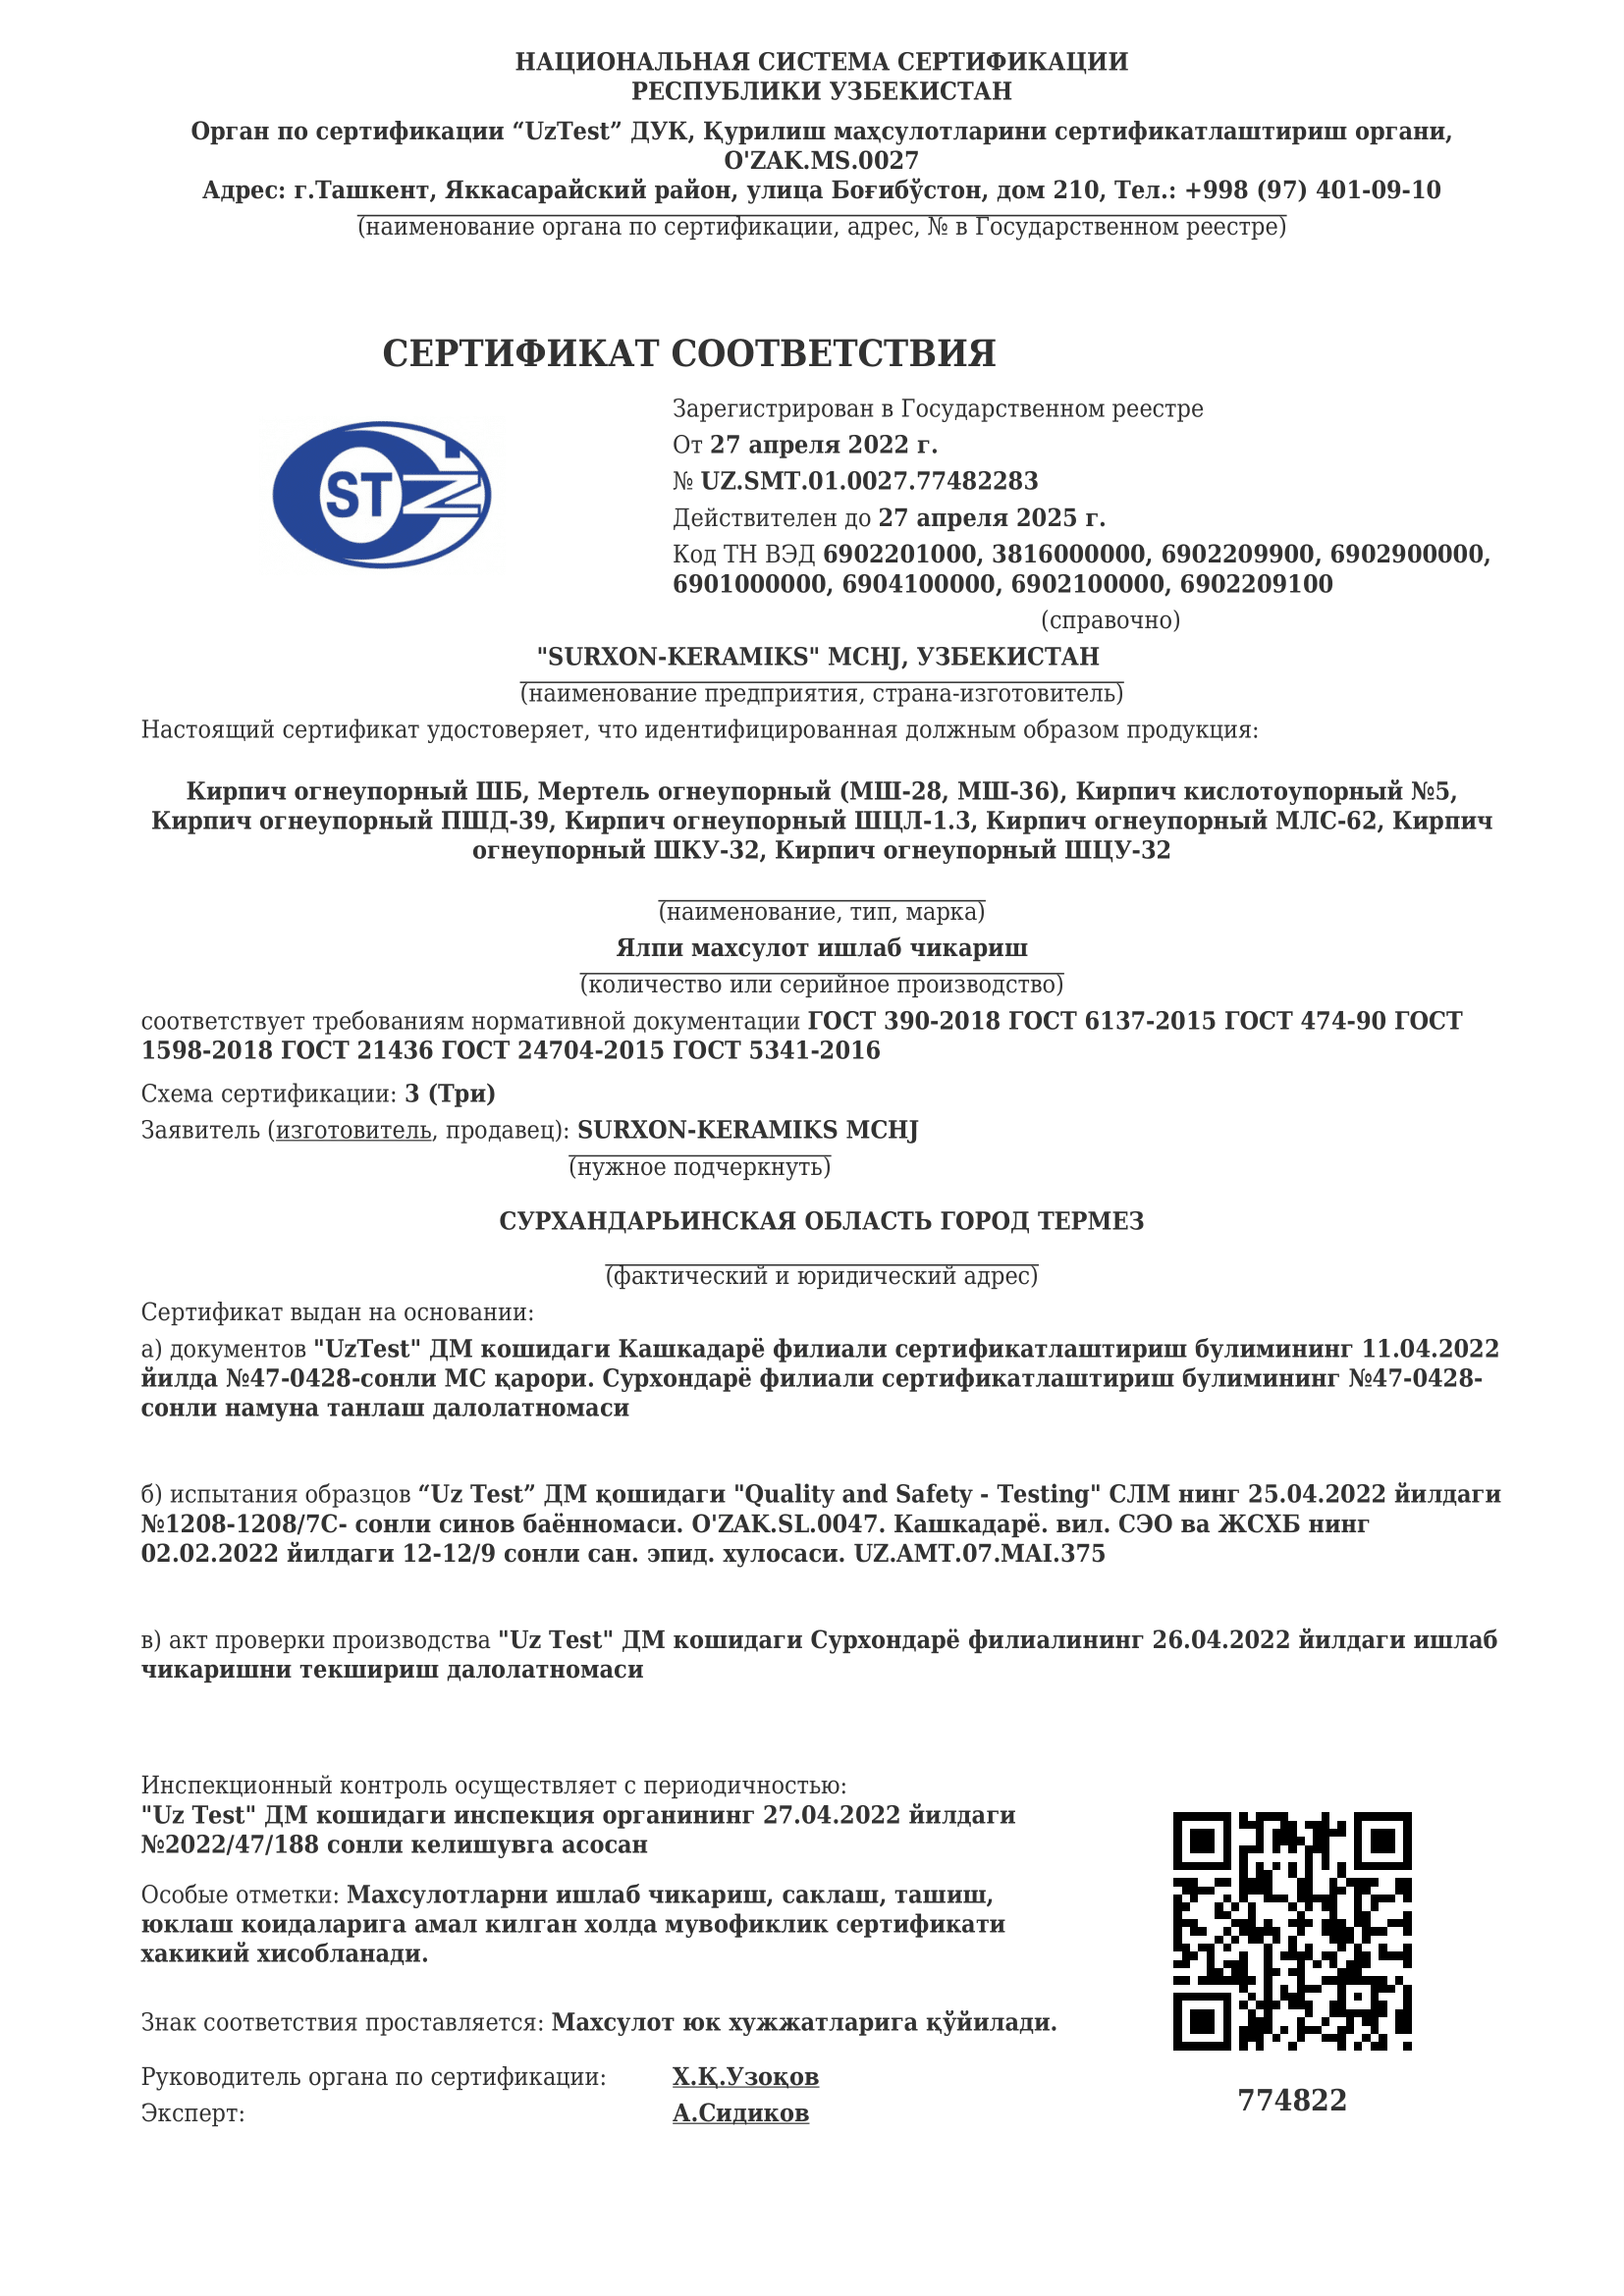 НАЦИОНАЛЬНАЯ СИСТЕМА СЕРТИФИКАЦИИ
РЕСПУБЛИКИ УЗБЕКИСТАН
Орган по сертификации “UzTest” ДУК, Қурилиш маҳсулотларини сертификатлаштириш органи,
O'ZAK.MS.0027
Адрес: г.Ташкент, Яккасарайский район, улица Боғибўстон, дом 210, Тел.: +998 (97) 401-09-10
(наименование органа по сертификации, адрес, № в Государственном реестре)
СЕРТИФИКАТ СООТВЕТСТВИЯ
ST
Зарегистрирован в Государственном реестре
От 27 апреля 2022 г.
№ UZ.SMT.01.0027.77482283
Действителен до 27 апреля 2025 г.
Код ТН ВЭД 6902201000, 3816000000, 6902209900, 6902900000,
6901000000, 6904100000, 6902100000, 6902209100
(справочно)
"SURXON-KERAMIKS" MCHJ, УЗБЕКИСТАН
(наименование предприятия, страна-изготовитель)
Настоящий сертификат удостоверяет, что идентифицированная должным образом продукция:
Кирпич огнеупорный ШБ, Мертель огнеупорный (МШ-28, МШ-36), Кирпич кислотоупорный №5,
Кирпич огнеупорный ПШД-39, Кирпич огнеупорный ШЦЛ-1.3, Кирпич огнеупорный МЛС-62, Кирпич
огнеупорный ШКУ-32, Кирпич огнеупорный ШЦУ-32
(наименование, тип, марка)
Ялпи махсулот ишлаб чикариш
(количество или серийное производство)
соответствует требованиям нормативной документации ГОСТ 390-2018 ГОСТ 6137-2015 ГОСТ 474-90 ГОСТ
1598-2018 ГОСТ 21436 ГОСТ 24704-2015 ГОСТ 5341-2016
Схема сертификации: 3 (Три)
Заявитель (изготовитель, продавец): SURXON-KERAMIKS MCHJ
(нужное подчеркнуть)
СУРХАНДАРЬИНСКАЯ ОБЛАСТЬ ГОРОД ТЕРМЕЗ
(фактический и юридический адрес)
Сертификат выдан на основании:
а) документов "UzTest" ДМ кошидаги Кашкадарё филиали сертификатлаштириш булимининг 11.04.2022
йилда №47-0428-сонли МС қарори. Сурхондарё филиали сертификатлаштириш булимининг №47-0428-
сонли намуна танлаш далолатномаси
б) испытания образцов “Uz Test” ДМ қошидаги "Quality and Safety - Testing" СЛМ нинг 25.04.2022 йилдаги
№1208-1208/7С- сонли синов баённомаси. O'ZAK.SL.0047. Кашкадарё. вил. СЭО ва ЖСХБ нинг
02.02.2022 йилдаги 12-12/9 сонли сан. эпид. хулосаси. UZ.AMT.07.MAI.375
в) акт проверки производства "Uz Test" ДМ кошидаги Сурхондарё филиалининг 26.04.2022 йилдаги ишлаб
чикаришни текшириш далолатномаси
Инспекционный контроль осуществляет с периодичностью:
"Uz Test" ДМ кошидаги инспекция органининг 27.04.2022 йилдаги
№2022/47/188 сонли келишувга асосан
Особые отметки: Махсулотларни ишлаб чикариш, саклаш, ташиш,
юклаш коидаларига амал килган холда мувофиклик сертификати
хакикий хисобланади.
Знак соответствия проставляется: Махсулот юк хужжатларига қўйилади.
Руководитель органа по сертификации: Х.Қ.Узоқов
Эксперт: А.Сидиков
774822